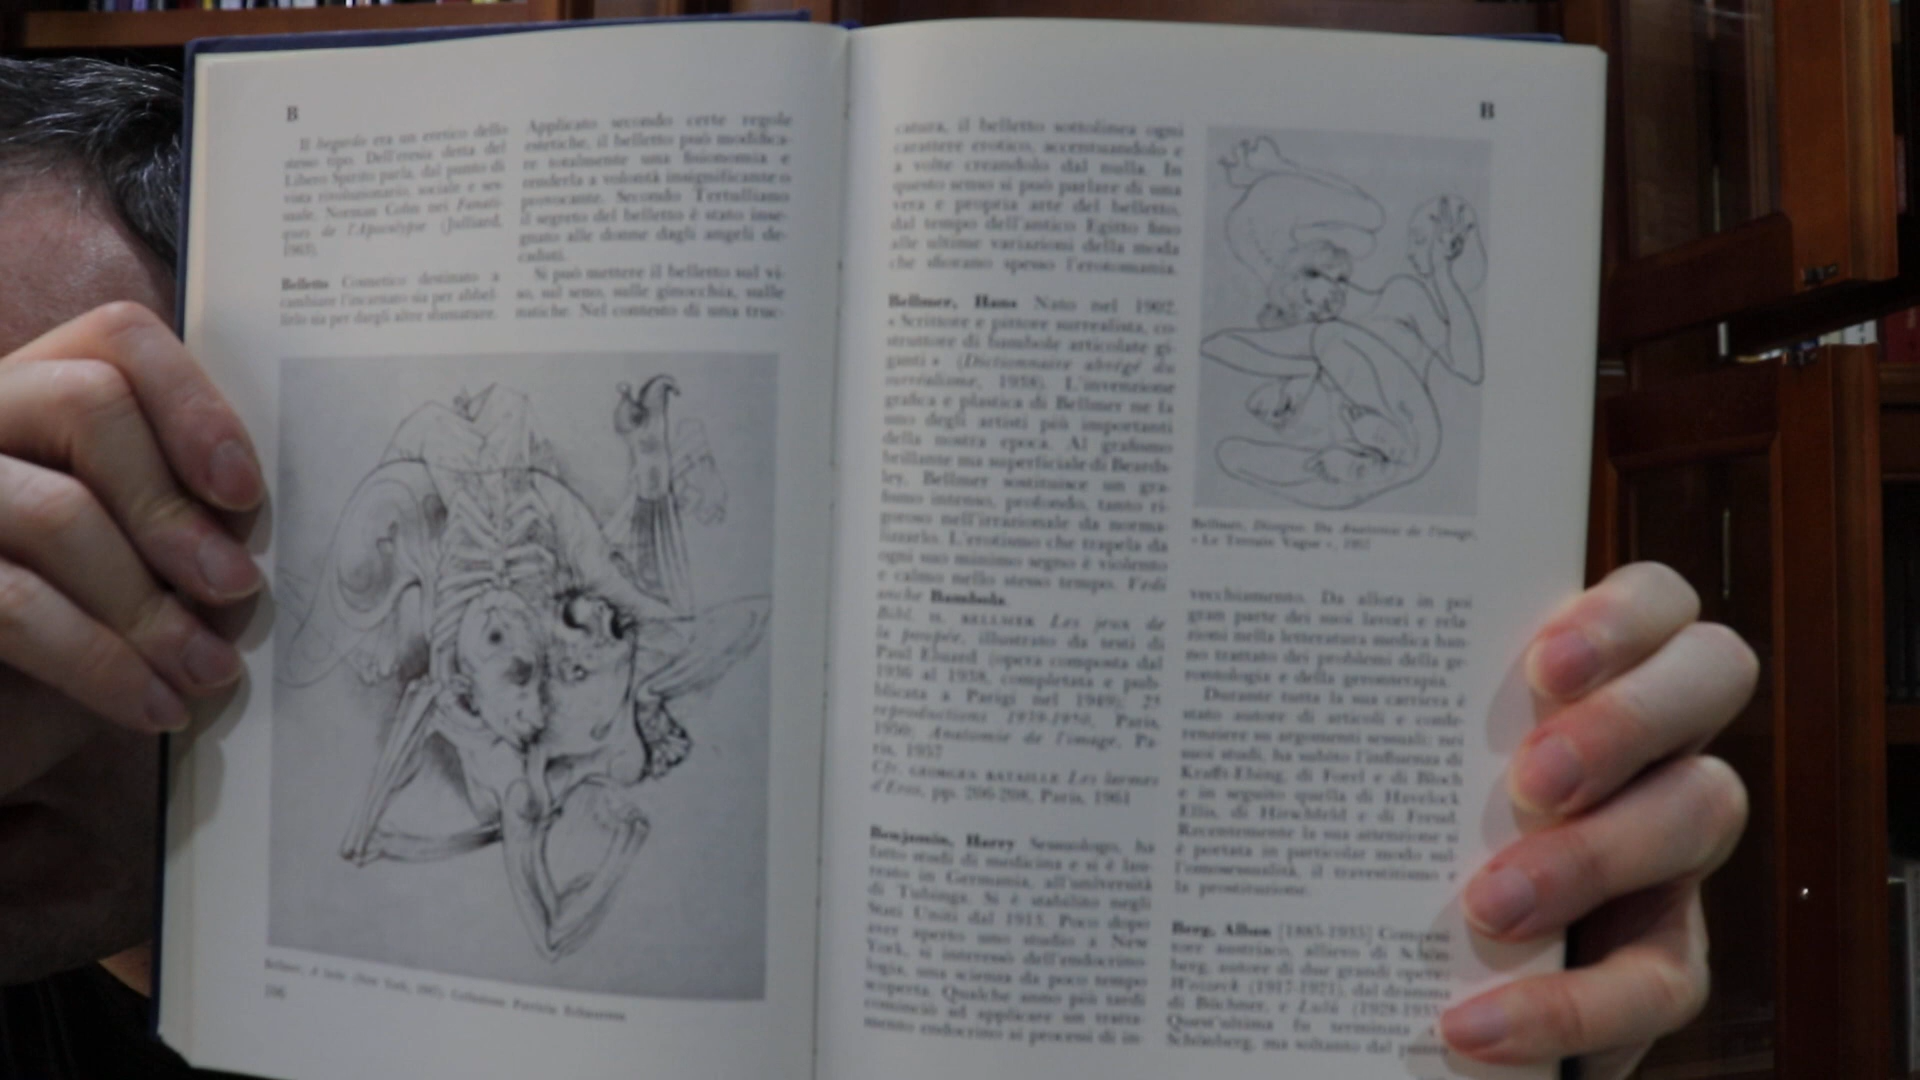 B
Il begardo era un eretico dello
stesso tipo. Dell'eresia detta del
Libero Spirito parla, dal punto di
vista rivoluzionario, sociale e ses-
suale, Norman Cohn nei Fanati-
ques de l'Apocalypse (Julliard,
Belletto Cosmetico destinato a
cambiare l'incarnato sia per abbel-
lirlo sia per dargli altre sfumature.
Applicato secondo certe regole
estetiche, il belletto può modifica-
re totalmente una fisionomia e
renderla a volontà insignificante o
provocante. Secondo Tertulliano
il segreto del belletto è stato inse-
gnato alle donne dagli angeli de-
caduti.
Si può mettere il belletto sul vi-
so, sul seno, sulle ginocchia, sulle
natiche. Nel contesto di una truc-
Bellmer,
B
catura, il belletto sottolinea ogni
carattere erotico, accentuandolo e
a volte creandolo dal nulla. In
questo senso si può parlare di una
vera e propria arte del belletto,
dal tempo dell'antico Egitto fino
alle ultime variazioni della moda
che sfiorano spesso l'erotomania.
Bellmer, Hans Nato nel 1902.
« Scrittore e pittore surrealista, co-
struttore di bambole articolate gi-
ganti » (Dictionnaire abrégé du
surréalisme, 1938). L'invenzione
grafica e plastica di Bellmer ne fa
uno degli artisti più importanti
della nostra epoca. Al grafismo
brillante ma superficiale di Beards-
ley, Bellmer sostituisce un gra-
fismo intenso, profondo, tanto ri-
goroso nell'irrazionale da norma-
lizzarlo. L'erotismo che trapela da
ogni suo minimo segno è violento
e calmo nello stesso tempo. Vedi
anche Bambola.
Bibl. H. BELLMER Les jeux de
la poupée, illustrato da testi di
Paul Eluard (opera composta dal
1936 al 1938, completata e pub-
blicata a Parigi nel 1949); 25
reproductions 1939-1950, Paris,
1950; Anatomie de l'image, Pa-
ris, 1957
Cfr. GEORGES BATAILLE Les larmes
d'Eros, pp. 206-208, Paris, 1961
Benjamin, Harry Sessuologo, ha
fatto studi di medicina e si è lau-
reato in Germania, all'università
di Tubinga. Si è stabilito negli
Stati Uniti dal 1913. Poco dopo
aver aperto uno studio a New
York, si interessò dell'endocrino-
logia, una scienza da poco tempo
scoperta. Qualche anno più tardi
cominciò ad applicare un tratta-
mento endocrino ai processi di in-
Bellmer, Disegno. Da Anatomie de l'image,
« Le Terrain Vague », 1957
vecchiamento. Da allora in poi
gran parte dei suoi lavori e rela-
zioni nella letteratura medica han-
no trattato dei problemi della ge-
rontologia e della geronterapia.
Durante tutta la sua carriera è
stato autore di articoli e confe-
renziere su argomenti sessuali; nei
suoi studi, ha subito l'influenza di
Krafft-Ebing, di Forel e di Bloch
e in seguito quella di Havelock
Ellis, di Hirschfeld e di Freud.
Recentemente la sua attenzione si
è portata in particolar modo sul-
l'omosessualità, il travestitismo e
la prostituzione.
Berg, Alban [1885-1935] Composi-
tore austriaco, allievo di Schön-
berg, autore di due grandi opere:
Wozzeck (1917-1921), dal dramma
di Büchner, e Lulù
Quest'ultima fu terminata
Schönberg, ma soltanto dal punto